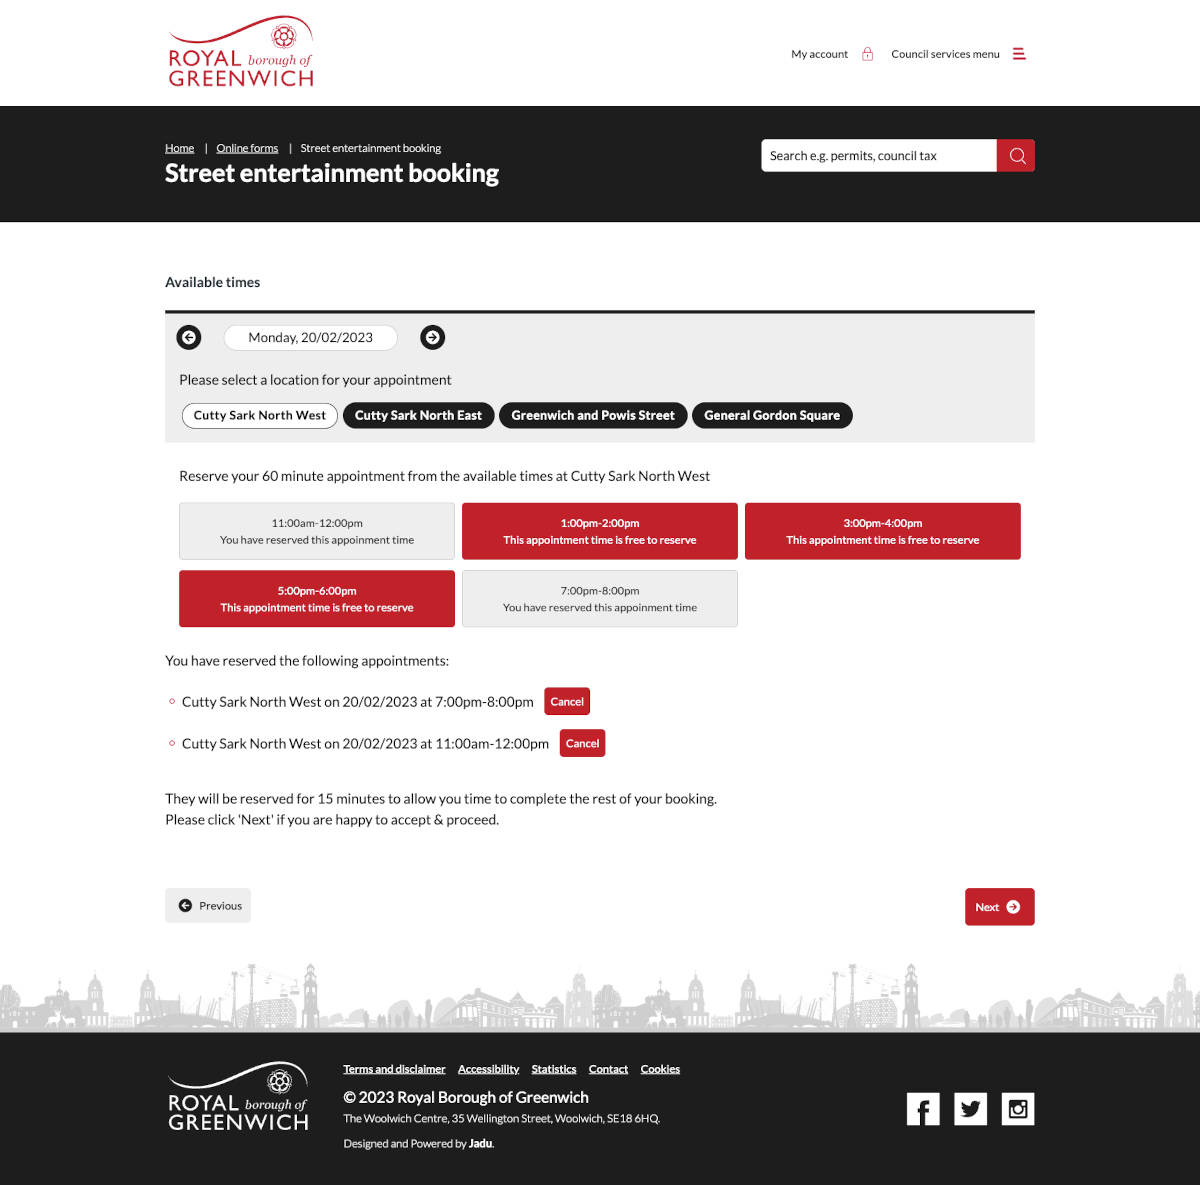 ROYAL borough of
GREENWICH
My account
Council services menu
Home | Online forms | Street entertainment booking
Street entertainment booking
Search e.g. permits, council tax
Available times
Monday, 20/02/2023
Please select a location for your appointment
Cutty Sark North West
Cutty Sark North East
Greenwich and Powis Street
General Gordon Square
Reserve your 60 minute appointment from the available times at Cutty Sark North West
11:00am-12:00pm
You have reserved this appoinment time
1:00pm-2:00pm
This appointment time is free to reserve
3:00pm-4:00pm
This appointment time is free to reserve
5:00pm-6:00pm
This appointment time is free to reserve
7:00pm-8:00pm
You have reserved this appoinment time
You have reserved the following appointments:
Cutty Sark North West on 20/02/2023 at 7:00pm-8:00pm Cancel
Cutty Sark North West on 20/02/2023 at 11:00am-12:00pm Cancel
They will be reserved for 15 minutes to allow you time to complete the rest of your booking.
Please click 'Next' if you are happy to accept & proceed.
Previous
Next
ROYAL borough of
GREENWICH
Terms and disclaimer Accessibility Statistics Contact Cookies
© 2023 Royal Borough of Greenwich
The Woolwich Centre, 35 Wellington Street, Woolwich, SE18 6HQ.
Designed and Powered by Jadu.